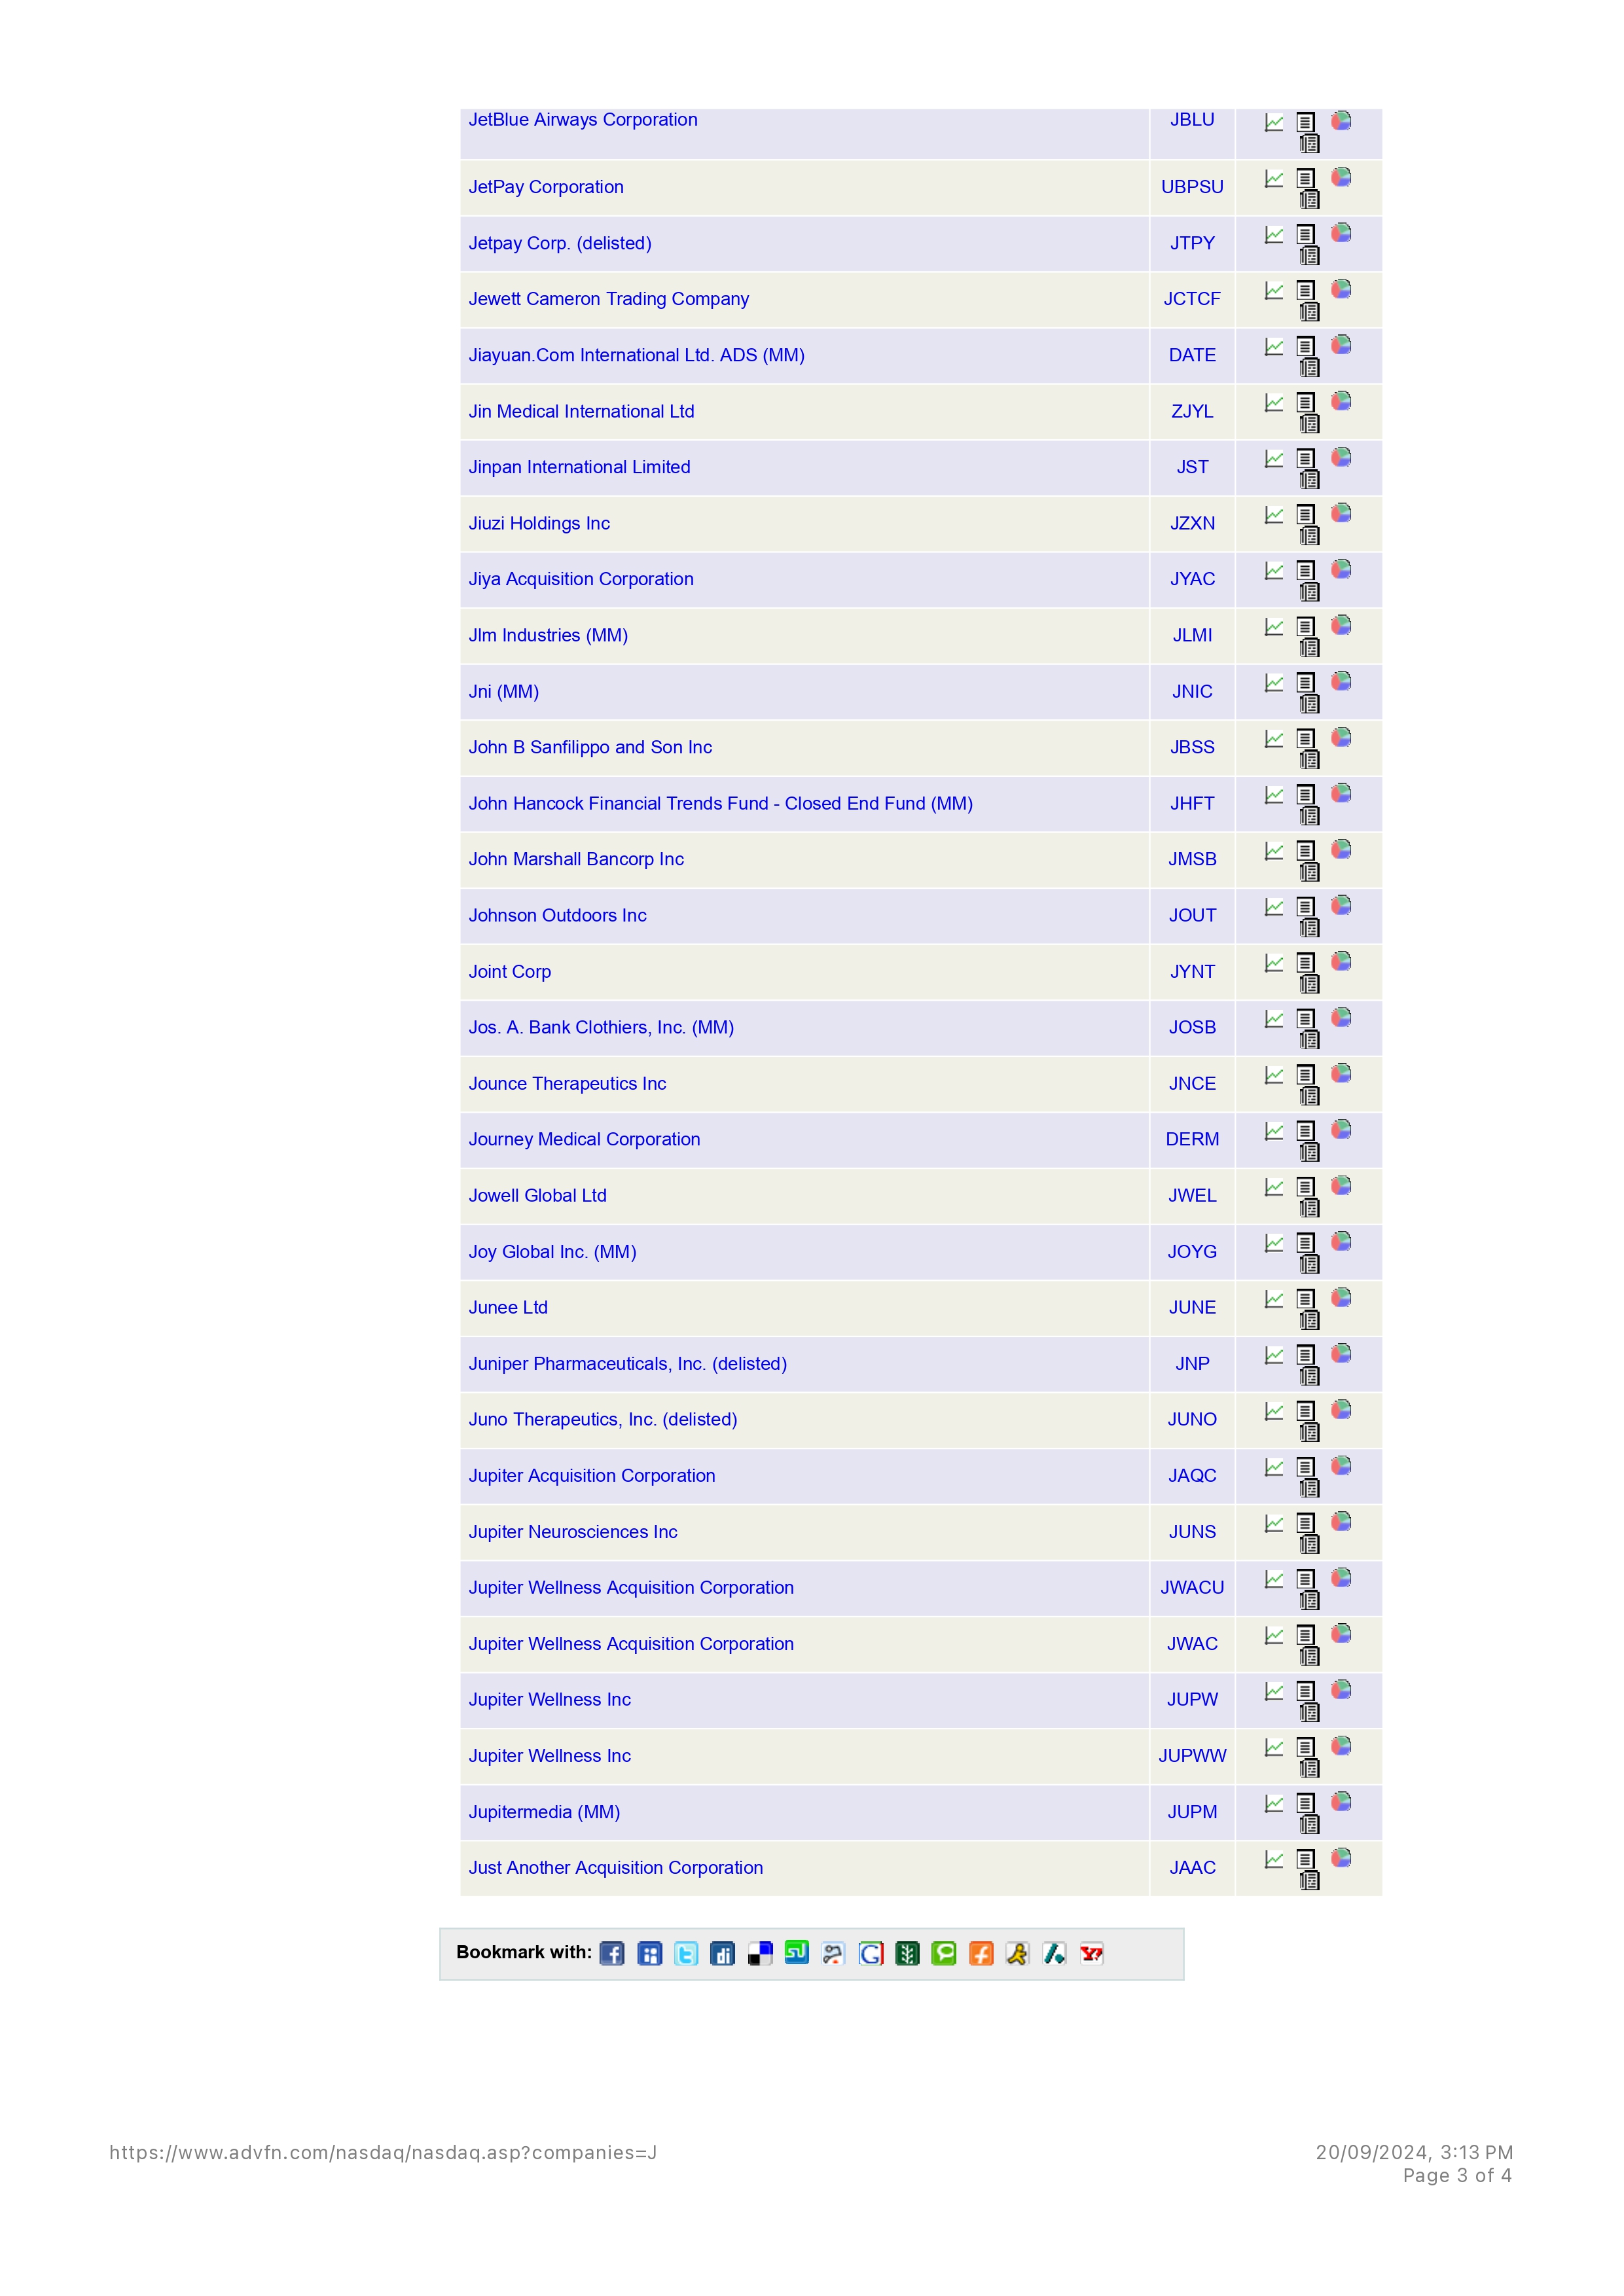 JetBlue Airways Corporation JBLU
JetPay Corporation UBPSU
Jetpay Corp. (delisted) JTPY
Jewett Cameron Trading Company JCTCF
Jiayuan.Com International Ltd. ADS (MM) DATE
Jin Medical International Ltd ZJYL
Jinpan International Limited JST
Jiuzi Holdings Inc JZXN
Jiya Acquisition Corporation JYAC
Jlm Industries (MM) JLMI
Jni (MM) JNIC
John B Sanfilippo and Son Inc JBSS
John Hancock Financial Trends Fund - Closed End Fund (MM) JHFT
John Marshall Bancorp Inc JMSB
Johnson Outdoors Inc JOUT
Joint Corp JYNT
Jos. A. Bank Clothiers, Inc. (MM) JOSB
Jounce Therapeutics Inc JNCE
Journey Medical Corporation DERM
Jowell Global Ltd JWEL
Joy Global Inc. (MM) JOYG
Junee Ltd JUNE
Juniper Pharmaceuticals, Inc. (delisted) JNP
Juno Therapeutics, Inc. (delisted) JUNO
Jupiter Acquisition Corporation JAQC
Jupiter Neurosciences Inc JUNS
Jupiter Wellness Acquisition Corporation JWACU
Jupiter Wellness Acquisition Corporation JWAC
Jupiter Wellness Inc JUPW
Jupiter Wellness Inc JUPWW
Jupitermedia (MM) JUPM
Just Another Acquisition Corporation JAAC
Bookmark with:
https://www.advfn.com/nasdaq/nasdaq.asp?companies=J 20/09/2024, 3:13 PM
Page 3 of 4